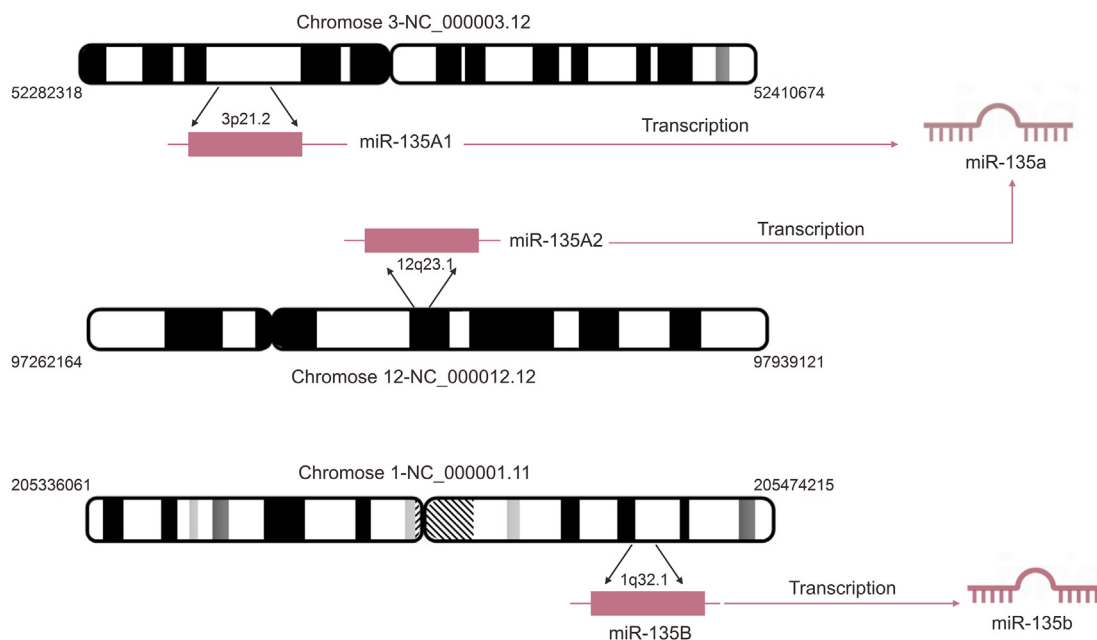 Chromose 3-NC_000003.12
52282318
52410674
3p21.2
miR-135A1
Transcription
miR-135a
miR-135A2
Transcription
12q23.1
97262164
97939121
Chromose 12-NC_000012.12
Chromose 1-NC_000001.11
205336061
205474215
1q32.1
Transcription
miR-135B
miR-135b